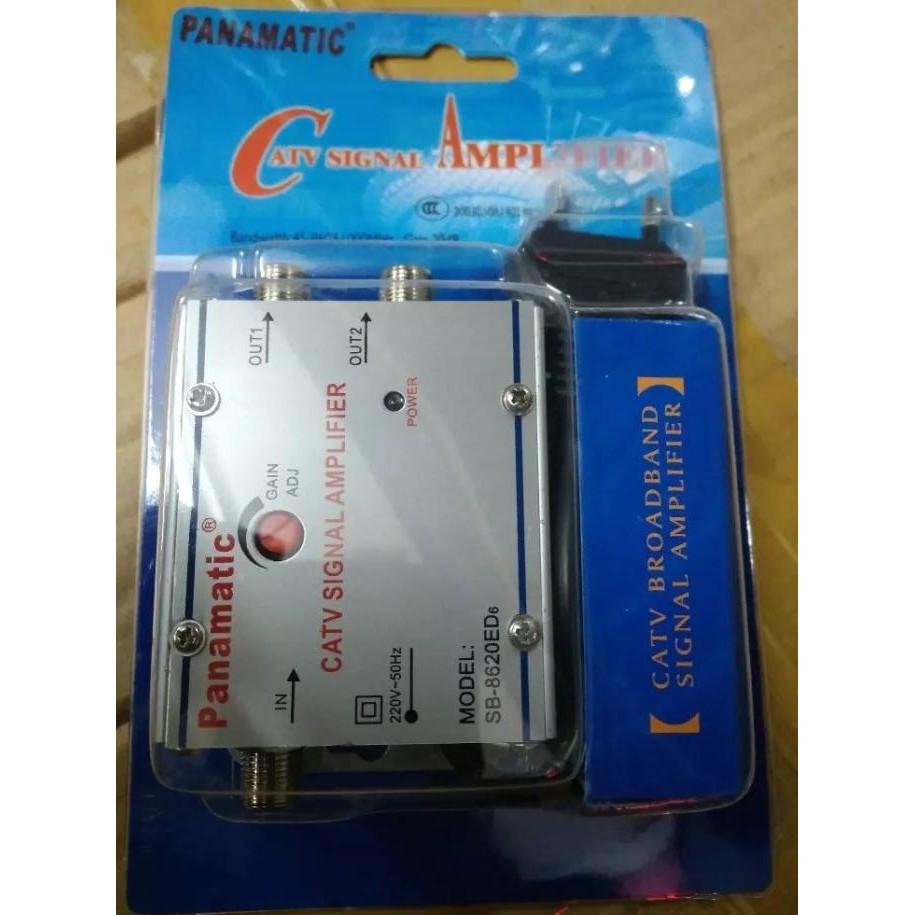 PANAMATIC®
CATV SIGNAL AMPLIFIER
OUT1
OUT2
POWER
GAIN
ADJ
Panamatic®
CATV SIGNAL AMPLIFIER
IN
220V~50Hz
MODEL:
SB-8620ED6
【CATV BROADBAND
SIGNAL AMPLIFIER】